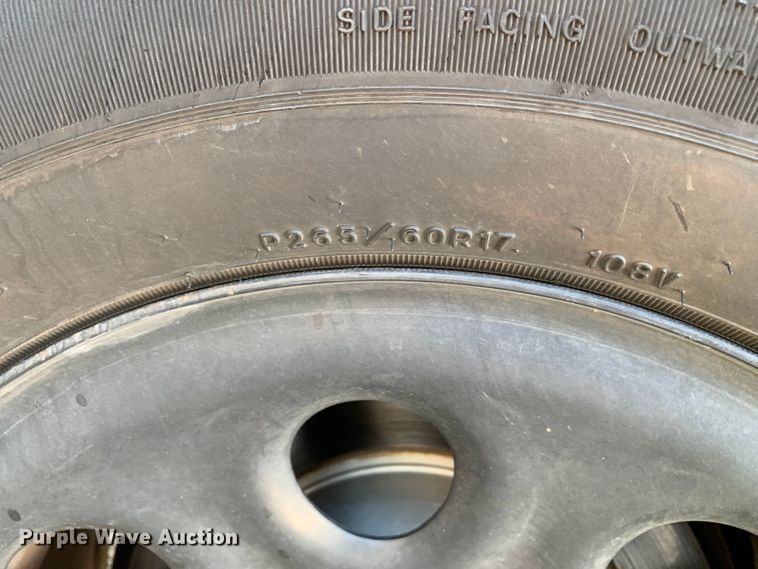 SIDE FACING OUTWA
P265/60R17 108V
Purple Wave Auction